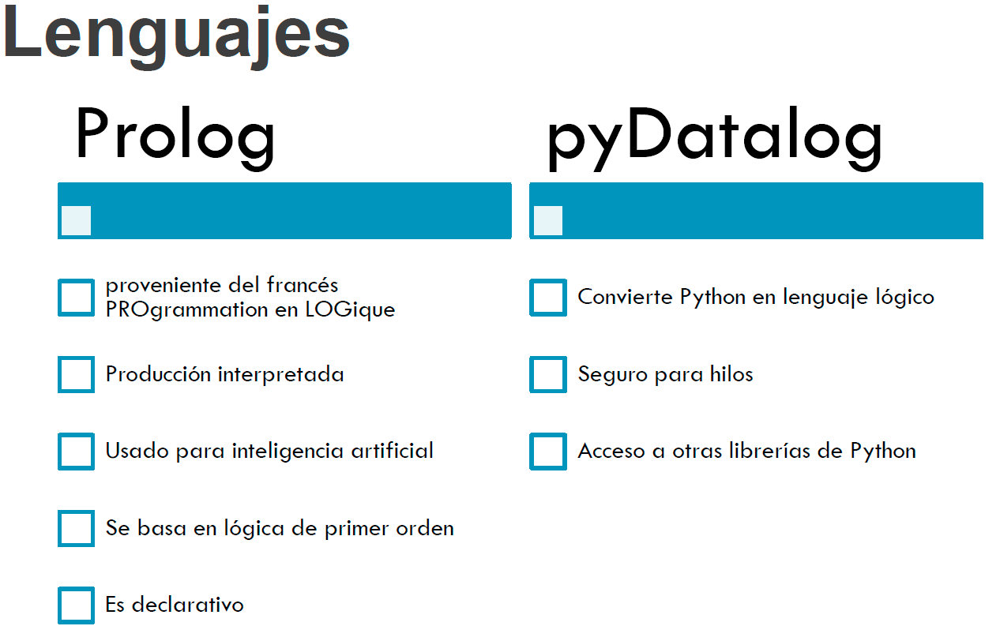 Lenguajes
Prolog
proveniente del francés
PROgrammation en LOGique
Producción interpretada
Usado para inteligencia artificial
Se basa en lógica de primer orden
Es declarativo
pyDatalog
Convierte Python en lenguaje lógico
Seguro para hilos
Acceso a otras librerías de Python